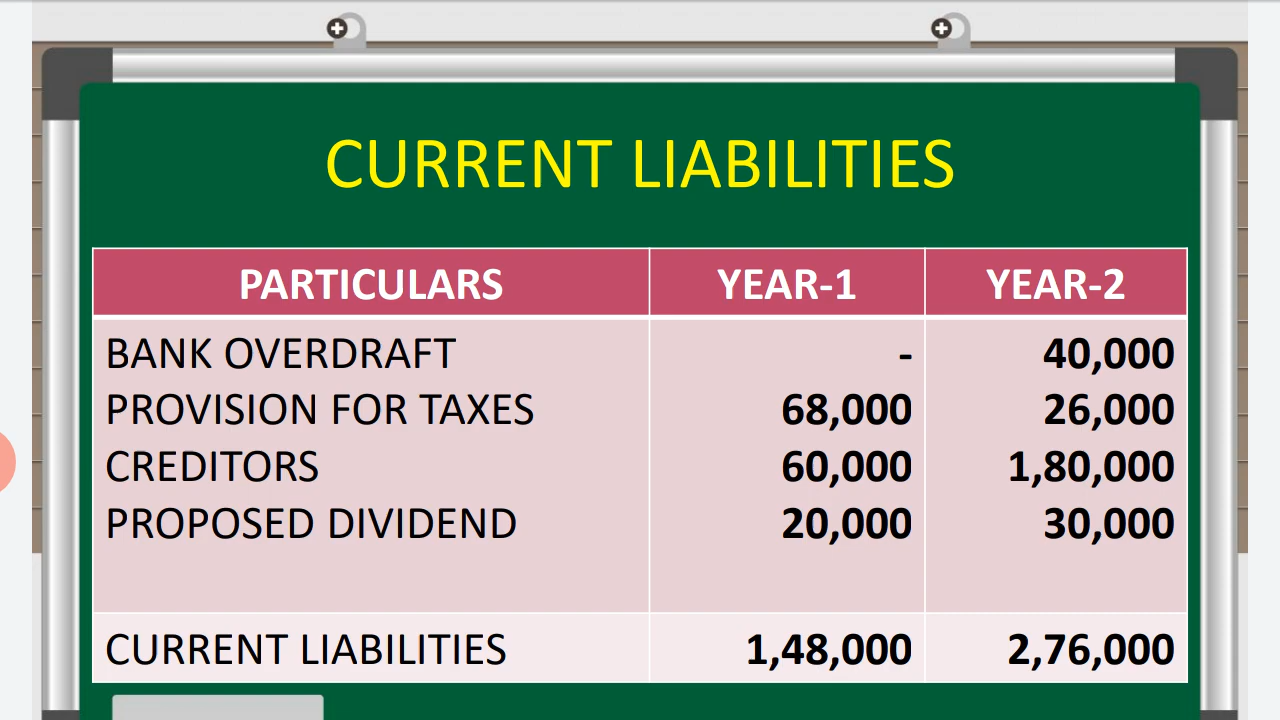 CURRENT LIABILITIES
PARTICULARS YEAR-1 YEAR-2
BANK OVERDRAFT - 40,000
PROVISION FOR TAXES 68,000 26,000
CREDITORS 60,000 1,80,000
PROPOSED DIVIDEND 20,000 30,000
CURRENT LIABILITIES 1,48,000 2,76,000